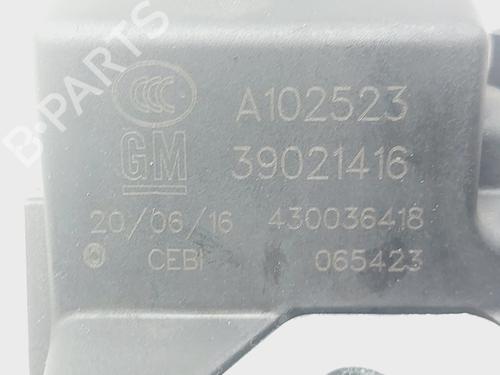 B-PARTS
CCC A102523
GM 39021416
20/06/16 430036418
CEBI 065423